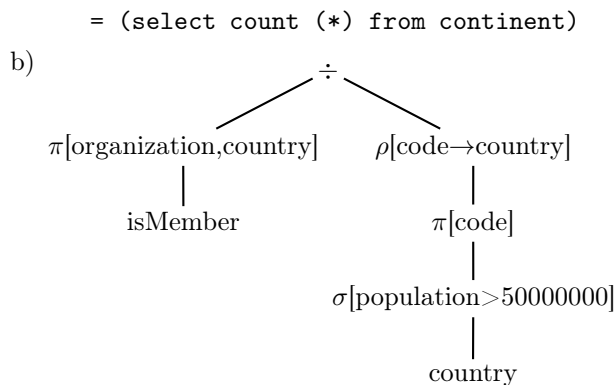 = (select count (*) from continent)
b)
÷
π[organization,country] ρ[code→country]
isMember π[code]
σ[population>50000000]
country